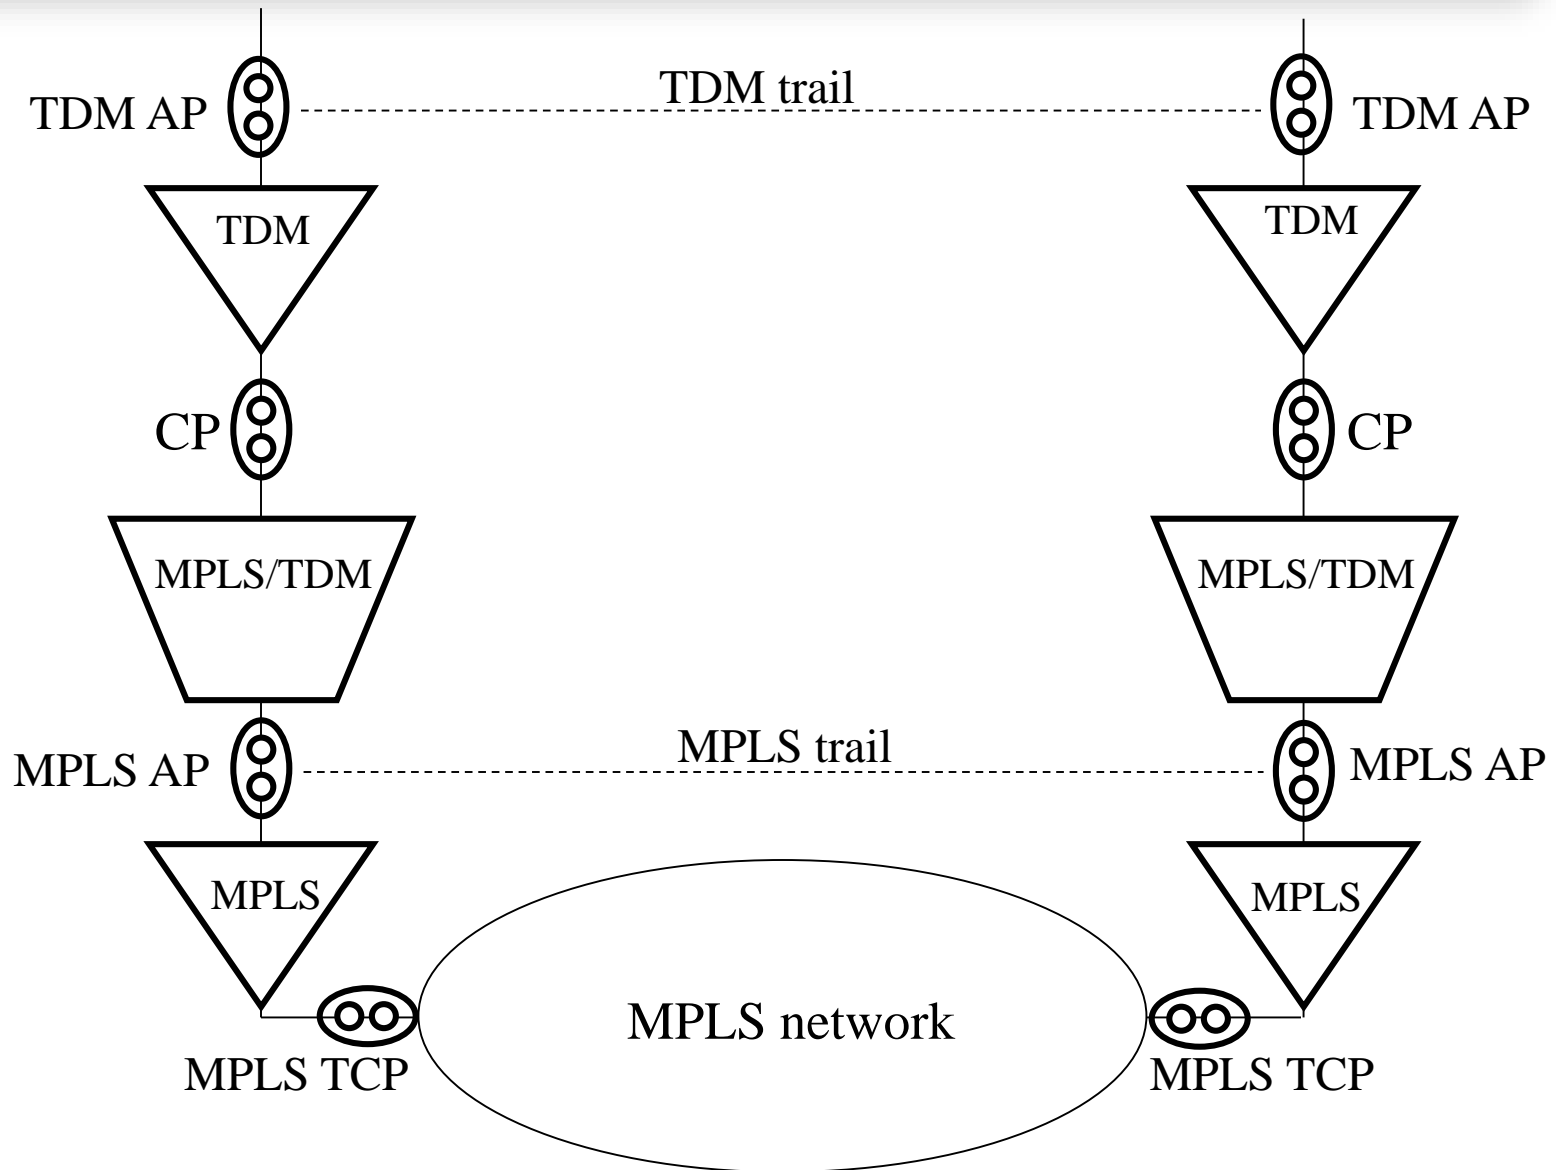 TDM trail
TDM AP
TDM AP
TDM
TDM
CP
CP
MPLS/TDM
MPLS/TDM
MPLS trail
MPLS AP
MPLS AP
MPLS
MPLS
MPLS network
MPLS TCP
MPLS TCP